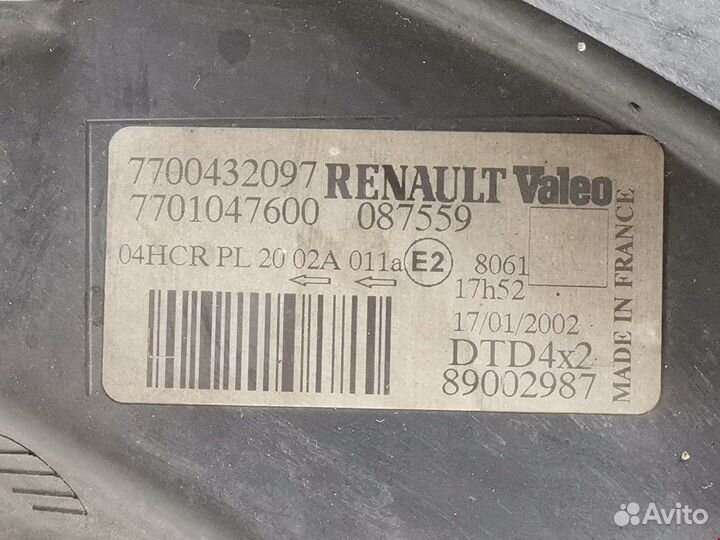 7700432097 RENAULT Valeo
7701047600 087559
04HCR PL 20 02A 011a E2 8061
17h52
17/01/2002
DTD4x2
89002987
MADE IN FRANCE
Avito